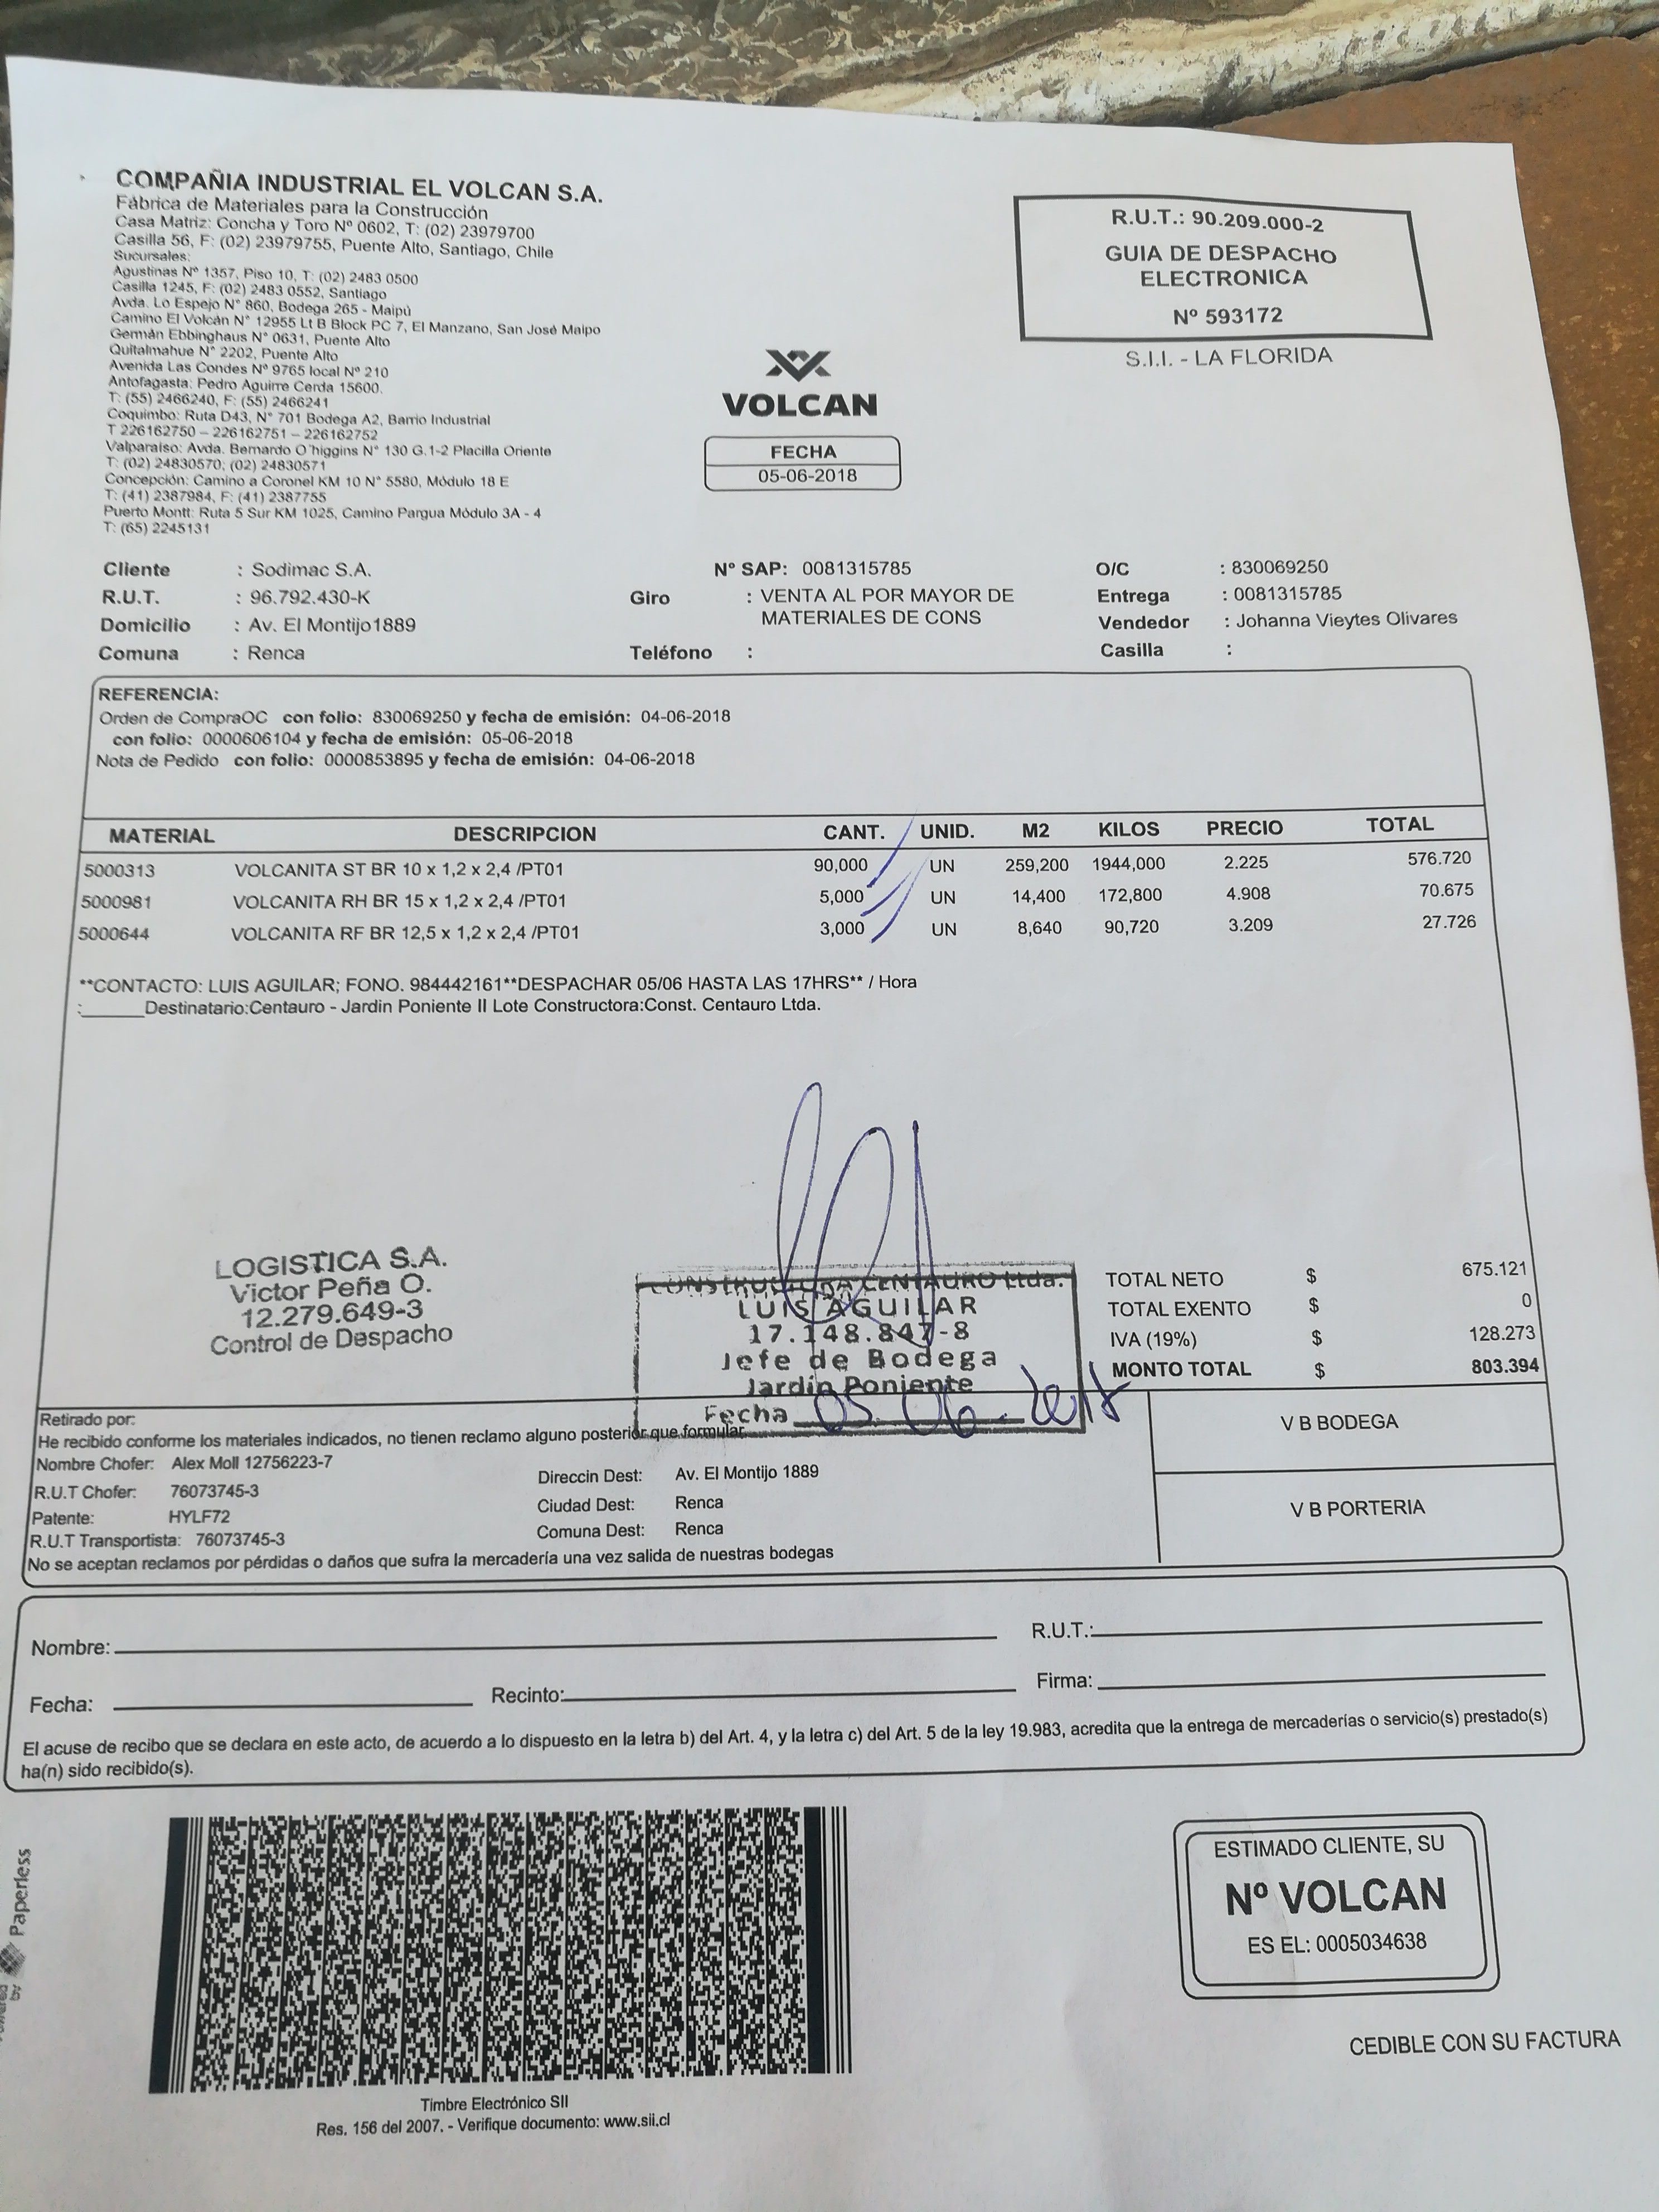 COMPAÑIA INDUSTRIAL EL VOLCAN S.A.
Fábrica de Materiales para la Construcción
Casa Matriz: Concha y Toro Nº 0602, T: (02) 23979700
Casilla 56, F: (02) 23979755, Puente Alto, Santiago, Chile
Sucursales:
Agustinas Nº 1357, Piso 10, T: (02) 2483 0500
Casilla 1245, F: (02) 2483 0552, Santiago
Avda. Lo Espejo N° 860, Bodega 265 - Maipú
Camino El Volcán N° 12955 Lt B Block PC 7, El Manzano, San José Maipo
Germán Ebbinghaus N° 0631, Puente Alto
Quitalmahue N° 2202, Puente Alto
Avenida Las Condes Nº 9765 local Nº 210
Antofagasta: Pedro Aguirre Cerda 15600.
T: (55) 2466240, F: (55) 2466241
Coquimbo: Ruta D43, N° 701 Bodega A2, Barrio Industrial
T 226162750 – 226162751 – 226162752
Valparaíso: Avda. Bernardo O´higgins N° 130 G.1-2 Placilla Oriente
T: (02) 24830570; (02) 24830571
Concepción: Camino a Coronel KM 10 N° 5580, Módulo 18 E
T: (41) 2387984, F: (41) 2387755
Puerto Montt: Ruta 5 Sur KM 1025, Camino Pargua Módulo 3A - 4
T: (65) 2245131
R.U.T.: 90.209.000-2
GUIA DE DESPACHO
ELECTRONICA
Nº 593172
S.I.I. - LA FLORIDA
VOLCAN
FECHA
05-06-2018
Cliente : Sodimac S.A. Nº SAP: 0081315785 O/C : 830069250
R.U.T. : 96.792.430-K Giro : VENTA AL POR MAYOR DE Entrega : 0081315785
Domicilio : Av. El Montijo1889 MATERIALES DE CONS Vendedor : Johanna Vieytes Olivares
Comuna : Renca Teléfono : Casilla :
REFERENCIA:
Orden de CompraOC con folio: 830069250 y fecha de emisión: 04-06-2018
con folio: 0000606104 y fecha de emisión: 05-06-2018
Nota de Pedido con folio: 0000853895 y fecha de emisión: 04-06-2018
MATERIAL DESCRIPCION CANT. UNID. M2 KILOS PRECIO TOTAL
5000313 VOLCANITA ST BR 10 x 1,2 x 2,4 /PT01 90,000 UN 259,200 1944,000 2.225 576.720
5000981 VOLCANITA RH BR 15 x 1,2 x 2,4 /PT01 5,000 UN 14,400 172,800 4.908 70.675
5000644 VOLCANITA RF BR 12,5 x 1,2 x 2,4 /PT01 3,000 UN 8,640 90,720 3.209 27.726
**CONTACTO: LUIS AGUILAR; FONO. 984442161**DESPACHAR 05/06 HASTA LAS 17HRS** / Hora
:______Destinatario:Centauro - Jardin Poniente II Lote Constructora:Const. Centauro Ltda.
LOGISTICA S.A.
Victor Peña O.
12.279.649-3
Control de Despacho
CONSTRUCTORA CENTAURO Ltda.
LUIS AGUILAR
17.148.847-8
Jefe de Bodega
Jardin Poniente
Fecha 05. 06. 2018
TOTAL NETO $ 675.121
TOTAL EXENTO $ 0
IVA (19%) $ 128.273
MONTO TOTAL $ 803.394
Retirado por:
He recibido conforme los materiales indicados, no tienen reclamo alguno posterior que formular
Nombre Chofer: Alex Moll 12756223-7
R.U.T Chofer: 76073745-3
Patente: HYLF72
R.U.T Transportista: 76073745-3
Direccin Dest: Av. El Montijo 1889
Ciudad Dest: Renca
Comuna Dest: Renca
No se aceptan reclamos por pérdidas o daños que sufra la mercadería una vez salida de nuestras bodegas
V B BODEGA
V B PORTERIA
Nombre: R.U.T.:
Fecha: Recinto: Firma:
El acuse de recibo que se declara en este acto, de acuerdo a lo dispuesto en la letra b) del Art. 4, y la letra c) del Art. 5 de la ley 19.983, acredita que la entrega de mercaderías o servicio(s) prestado(s)
ha(n) sido recibido(s).
Powered
by Paperless
Timbre Electrónico SII
Res. 156 del 2007. - Verifique documento: www.sii.cl
ESTIMADO CLIENTE, SU
Nº VOLCAN
ES EL: 0005034638
CEDIBLE CON SU FACTURA